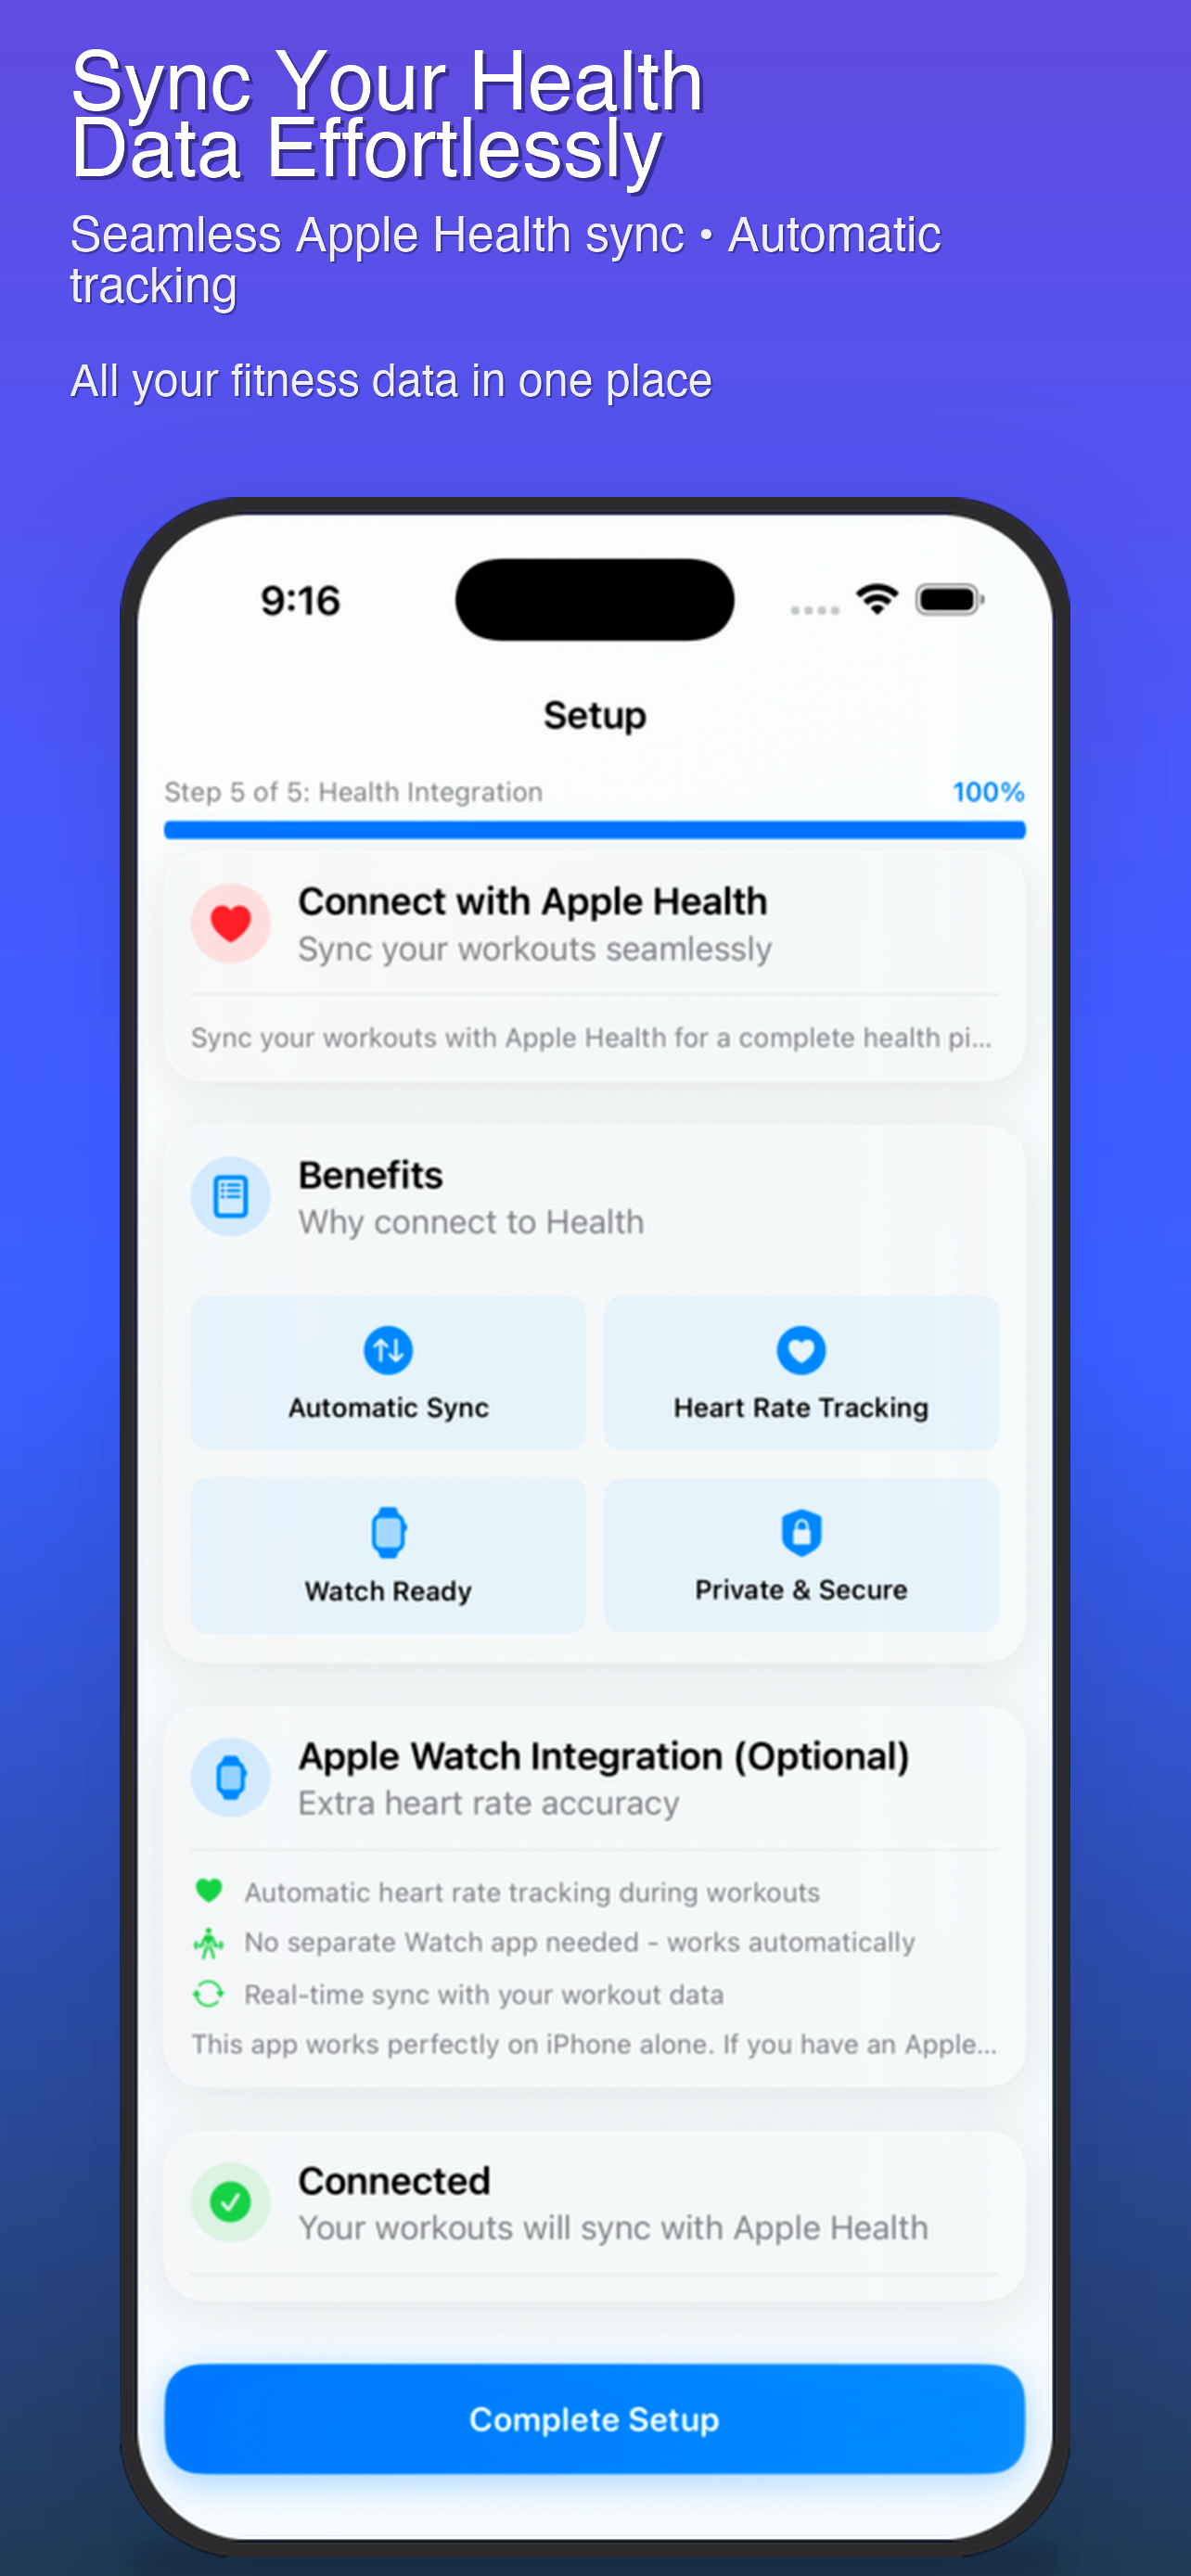 Sync Your Health
Data Effortlessly
Seamless Apple Health sync • Automatic
tracking
All your fitness data in one place
9:16
Setup
Step 5 of 5: Health Integration
100%
Connect with Apple Health
Sync your workouts seamlessly
Sync your workouts with Apple Health for a complete health pi...
Benefits
Why connect to Health
Automatic Sync
Heart Rate Tracking
Watch Ready
Private & Secure
Apple Watch Integration (Optional)
Extra heart rate accuracy
Automatic heart rate tracking during workouts
No separate Watch app needed - works automatically
Real-time sync with your workout data
This app works perfectly on iPhone alone. If you have an Apple...
Connected
Your workouts will sync with Apple Health
Complete Setup